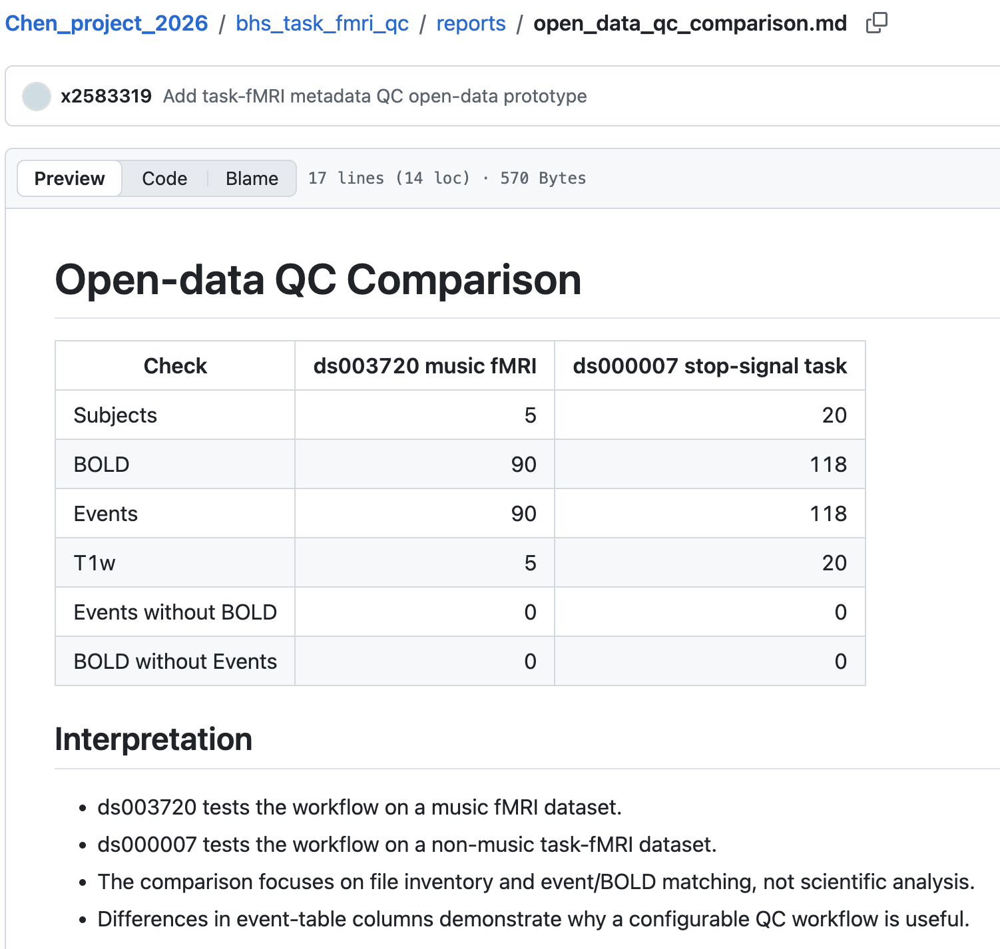 Chen_project_2026 / bhs_task_fmri_qc / reports / open_data_qc_comparison.md
x2583319 Add task-fMRI metadata QC open-data prototype
Preview Code Blame 17 lines (14 loc) · 570 Bytes
Open-data QC Comparison
Check ds003720 music fMRI ds000007 stop-signal task
Subjects 5 20
BOLD 90 118
Events 90 118
T1w 5 20
Events without BOLD 0 0
BOLD without Events 0 0
Interpretation
• ds003720 tests the workflow on a music fMRI dataset.
• ds000007 tests the workflow on a non-music task-fMRI dataset.
• The comparison focuses on file inventory and event/BOLD matching, not scientific analysis.
• Differences in event-table columns demonstrate why a configurable QC workflow is useful.